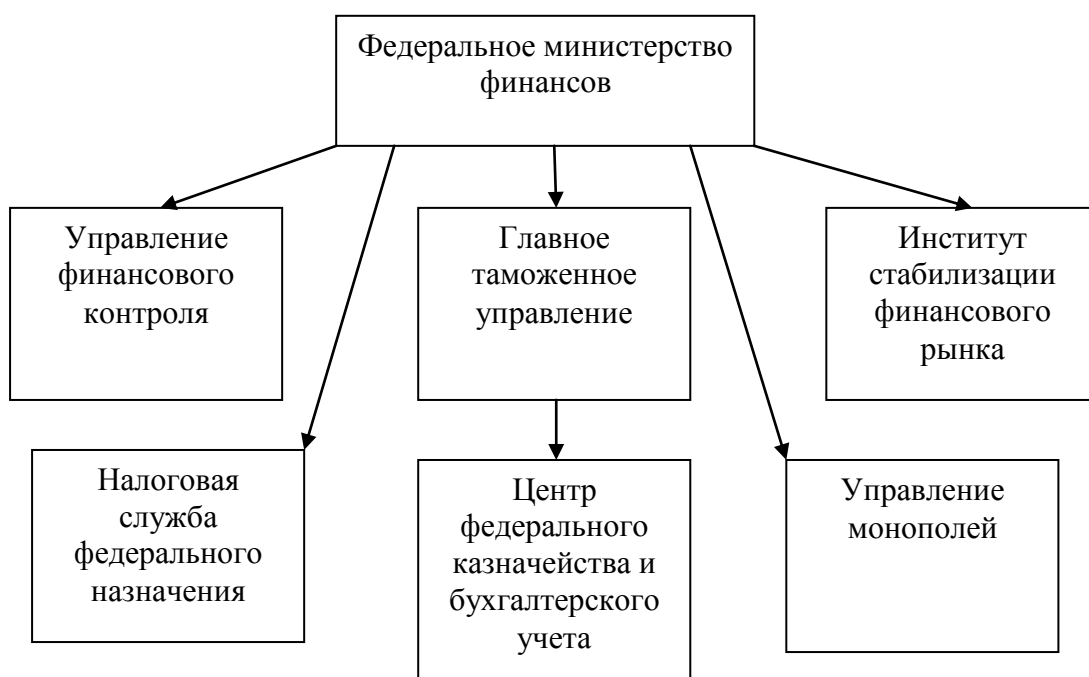 Федеральное министерство
финансов
Управление
финансового
контроля
Главное
таможенное
управление
Институт
стабилизации
финансового
рынка
Налоговая
служба
федерального
назначения
Центр
федерального
казначейства и
бухгалтерского
учета
Управление
монополей